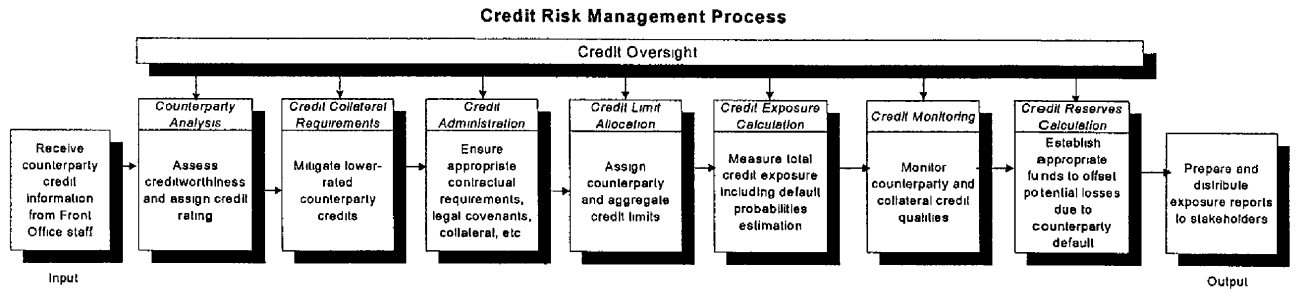 Credit Risk Management Process
Credit Oversight
Receive
counterparty
credit
information
from Front
Office staff
Input
Counterparty
Analysis
Assess
creditworthiness
and assign credit
rating
Credit Collateral
Requirements
Mitigate lower-
rated
counterparty
credits
Credit
Administration
Ensure
appropriate
contractual
requirements,
legal covenants,
collateral, etc
Credit Limit
Allocation
Assign
counterparty
and aggregate
credit limits
Credit Exposure
Calculation
Measure total
credit exposure
including default
probabilities
estimation
Credit Monitoring
Monitor
counterparty and
collateral credit
qualities
Credit Reserves
Calculation
Establish
appropriate
funds to offset
potential losses
due to
counterparty
default
Prepare and
distribute
exposure reports
to stakeholders
Output